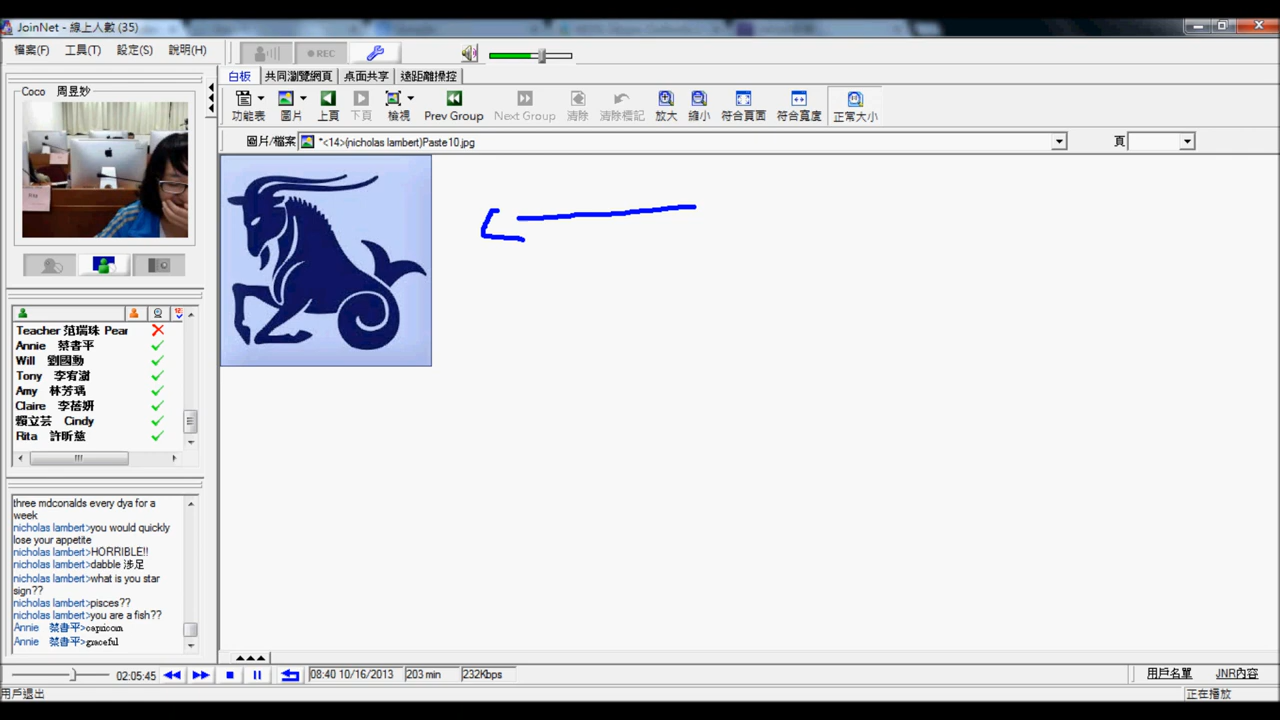 JoinNet - 線上人數 (35)
檔案(F) 工具(T) 設定(S) 說明(H)
REC
Coco 周昱妙
白板 共同瀏覽網頁 桌面共享 遠距離操控
功能表 圖片 上頁 下頁 檢視 Prev Group Next Group 清除 清除標記 放大 縮小 符合頁面 符合寬度 正常大小
圖片/檔案 *<14>(nicholas lambert)Paste10.jpg 頁
Teacher 范瑞珠 Pear
Annie 蔡書平
Will 劉國勳
Tony 李宥澍
Amy 林芳瑀
Claire 李蓓妍
賴立芸 Cindy
Rita 許昕慈
three mdconalds every dya for a
week
nicholas lambert>you would quickly
lose your appetite
nicholas lambert>HORRIBLE!!
nicholas lambert>dabble 涉足
nicholas lambert>what is you star
sign??
nicholas lambert>pisces??
nicholas lambert>you are a fish??
Annie 蔡書平>capricorn
Annie 蔡書平>graceful
02:05:45 08:40 10/16/2013 203 min 232Kbps 用戶名單 JNR內容
用戶退出 正在播放